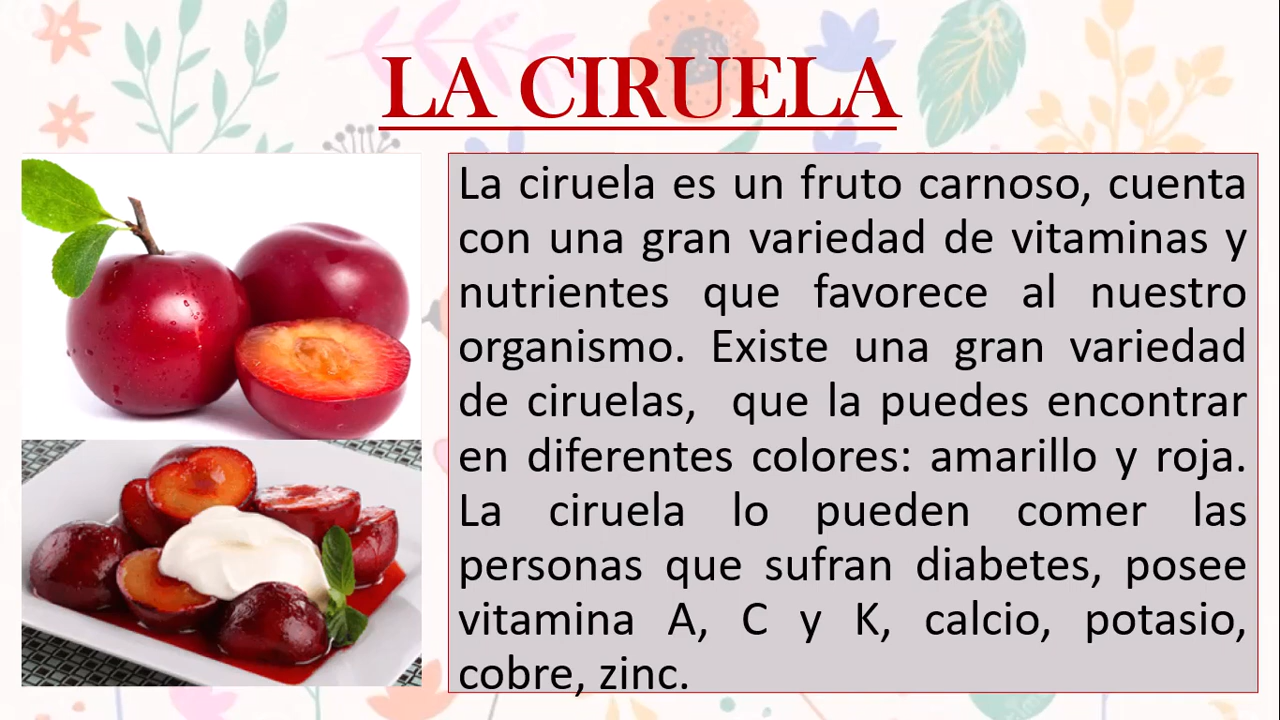 LA CIRUELA
La ciruela es un fruto carnoso, cuenta
con una gran variedad de vitaminas y
nutrientes que favorece al nuestro
organismo. Existe una gran variedad
de ciruelas, que la puedes encontrar
en diferentes colores: amarillo y roja.
La ciruela lo pueden comer las
personas que sufran diabetes, posee
vitamina A, C y K, calcio, potasio,
cobre, zinc.